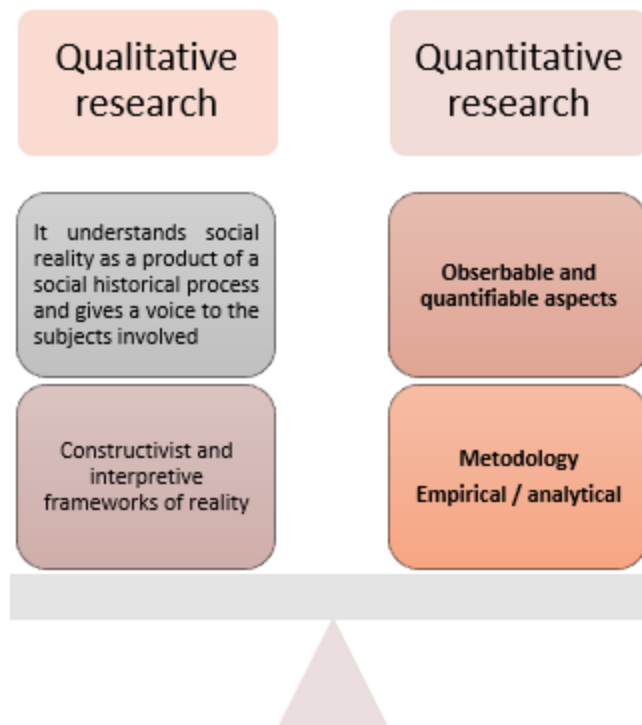 Qualitative
research
Quantitative
research
It understands social
reality as a product of a
social historical process
and gives a voice to the
subjects involved
Obserbable and
quantifiable aspects
Constructivist and
interpretive
frameworks of reality
Metodology
Empirical / analytical